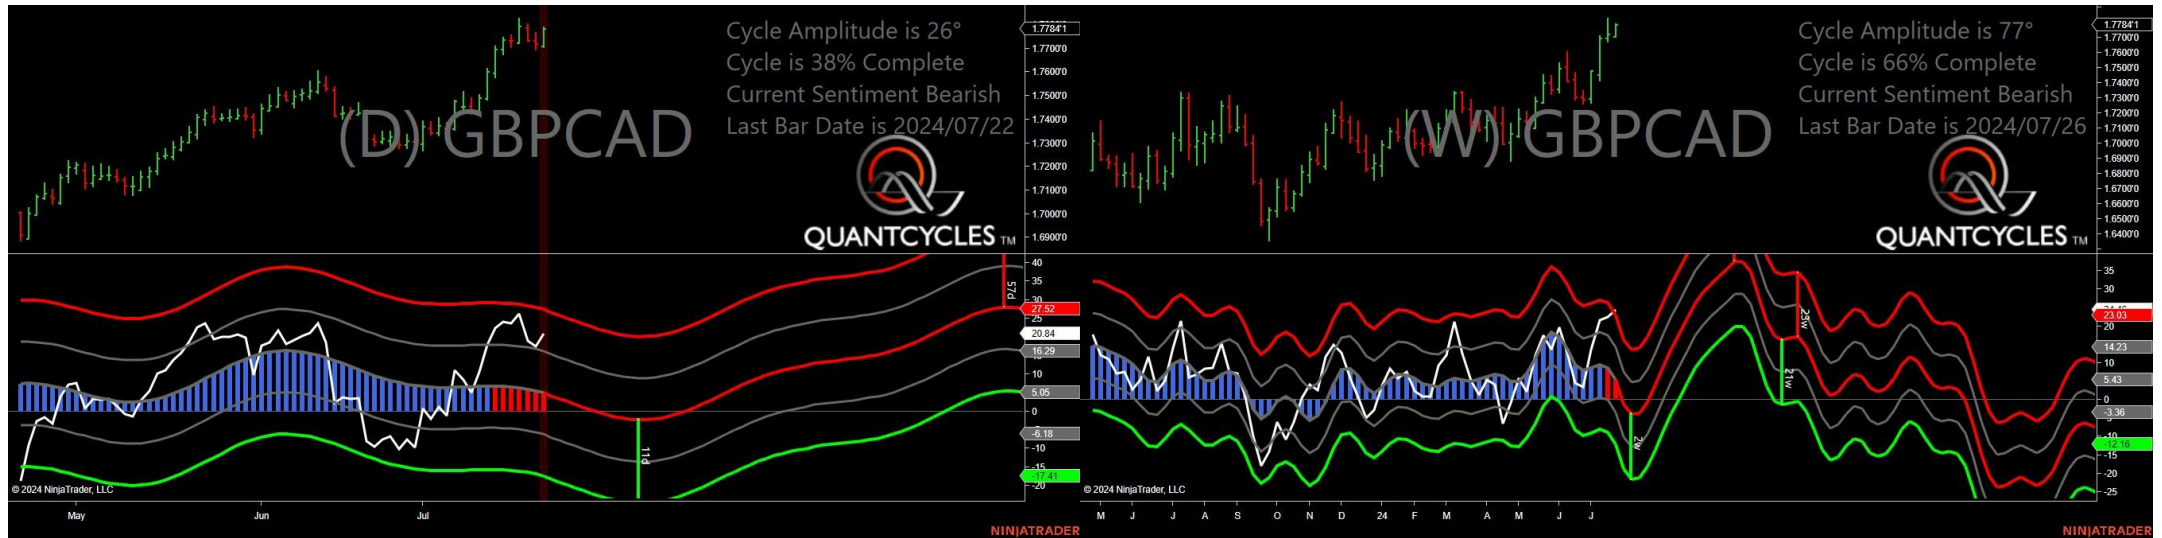 Cycle Amplitude is 26°
Cycle is 38% Complete
Current Sentiment Bearish
Last Bar Date is 2024/07/22
(D) GBPCAD
QUANTCYCLES TM
1.7784'1
1.7700'0
1.7600'0
1.7500'0
1.7400'0
1.7300'0
1.7200'0
1.7100'0
1.7000'0
1.6900'0
40
35
30
57d
27.52
25
20.84
16.29
10
5.05
0
-6.18
-10
11d
-15
-17.41
-20
© 2024 NinjaTrader, LLC
May
Jun
Jul
NINJATRADER
Cycle Amplitude is 77°
Cycle is 66% Complete
Current Sentiment Bearish
Last Bar Date is 2024/07/26
(W) GBPCAD
QUANTCYCLES TM
1.7784'1
1.7700'0
1.7600'0
1.7500'0
1.7400'0
1.7300'0
1.7200'0
1.7100'0
1.7000'0
1.6900'0
1.6800'0
1.6700'0
1.6600'0
1.6500'0
1.6400'0
35
30
23.03
23w
20
14.23
10
5.43
21w
0
-3.36
-10
2w
-12.16
-15
-20
-25
© 2024 NinjaTrader, LLC
M J J A S O N D 24 F M A M J J
NINJATRADER